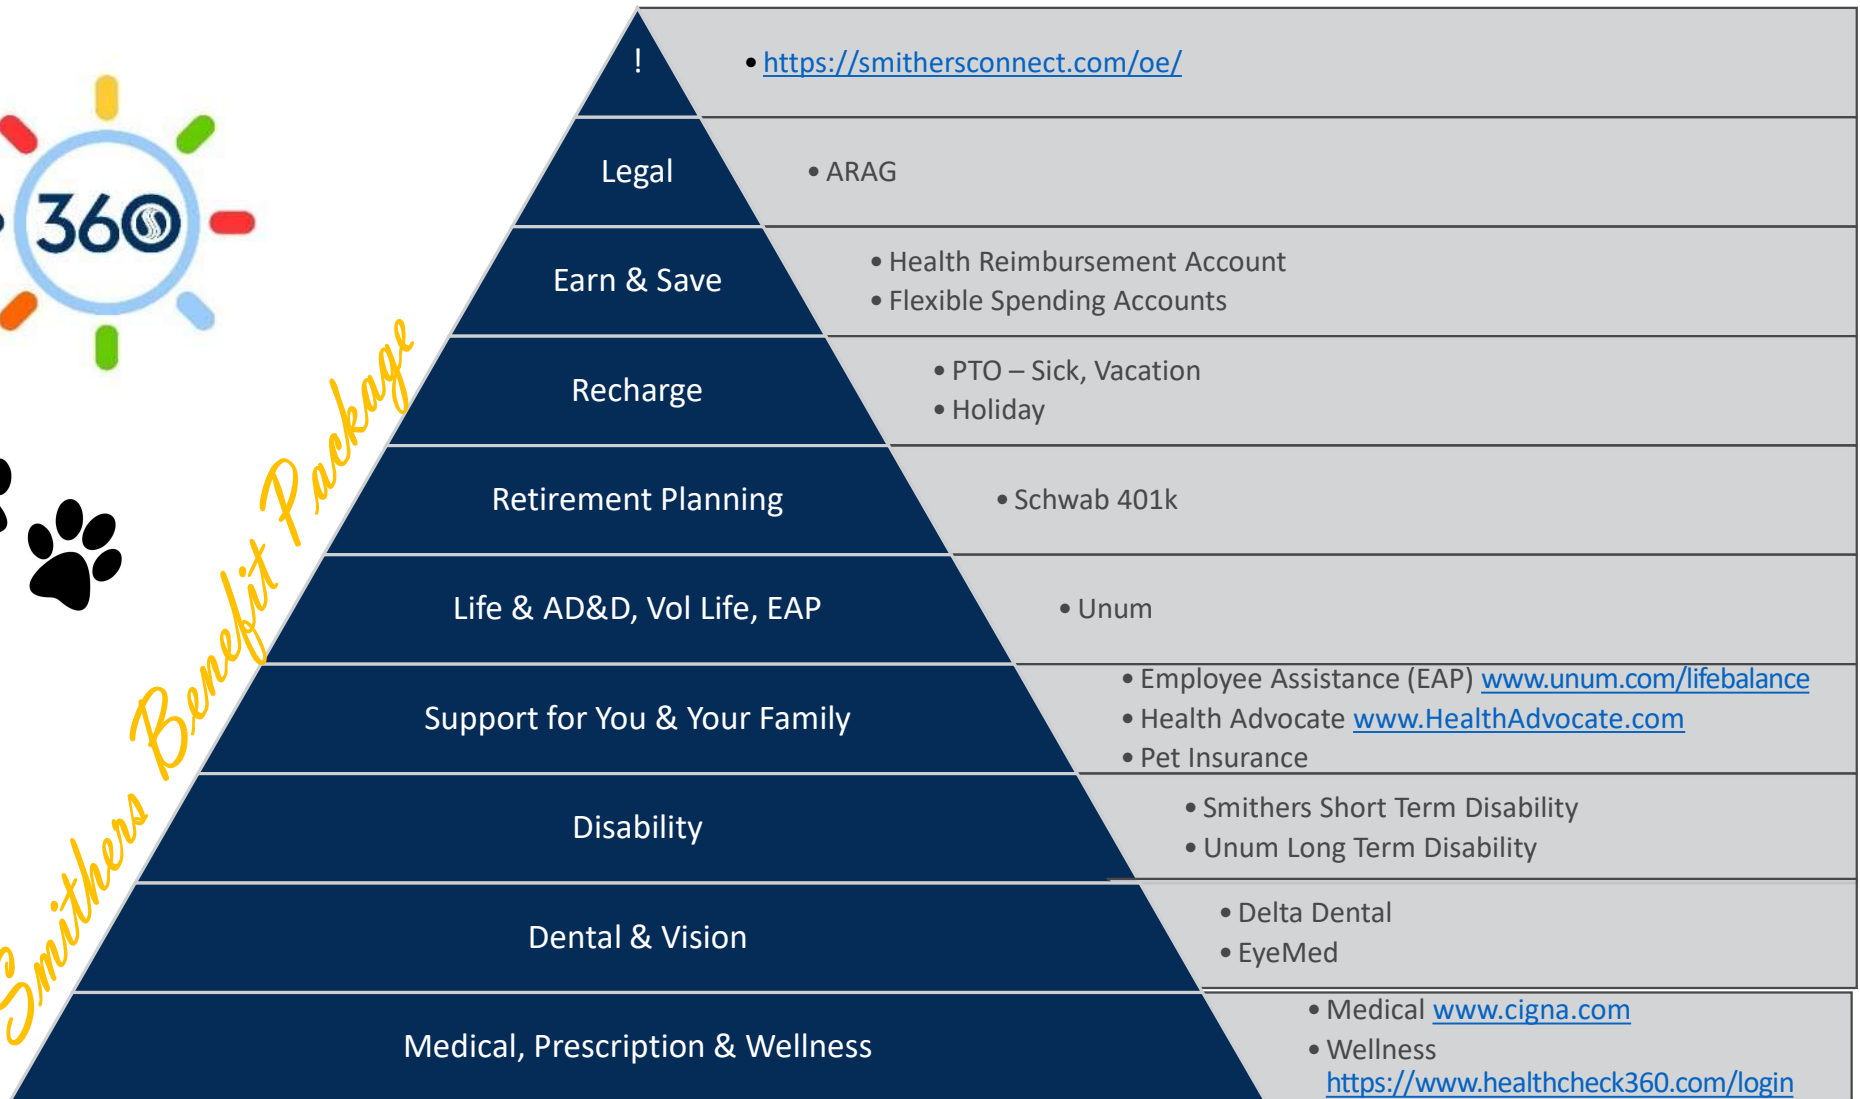 !
• https://smithersconnect.com/oe/
360
Legal
• ARAG
Earn & Save
• Health Reimbursement Account
• Flexible Spending Accounts
Recharge
• PTO – Sick, Vacation
• Holiday
Smithers Benefit Package
Retirement Planning
• Schwab 401k
Life & AD&D, Vol Life, EAP
• Unum
Support for You & Your Family
• Employee Assistance (EAP) www.unum.com/lifebalance
• Health Advocate www.HealthAdvocate.com
• Pet Insurance
Disability
• Smithers Short Term Disability
• Unum Long Term Disability
Dental & Vision
• Delta Dental
• EyeMed
Medical, Prescription & Wellness
• Medical www.cigna.com
• Wellness
https://www.healthcheck360.com/login